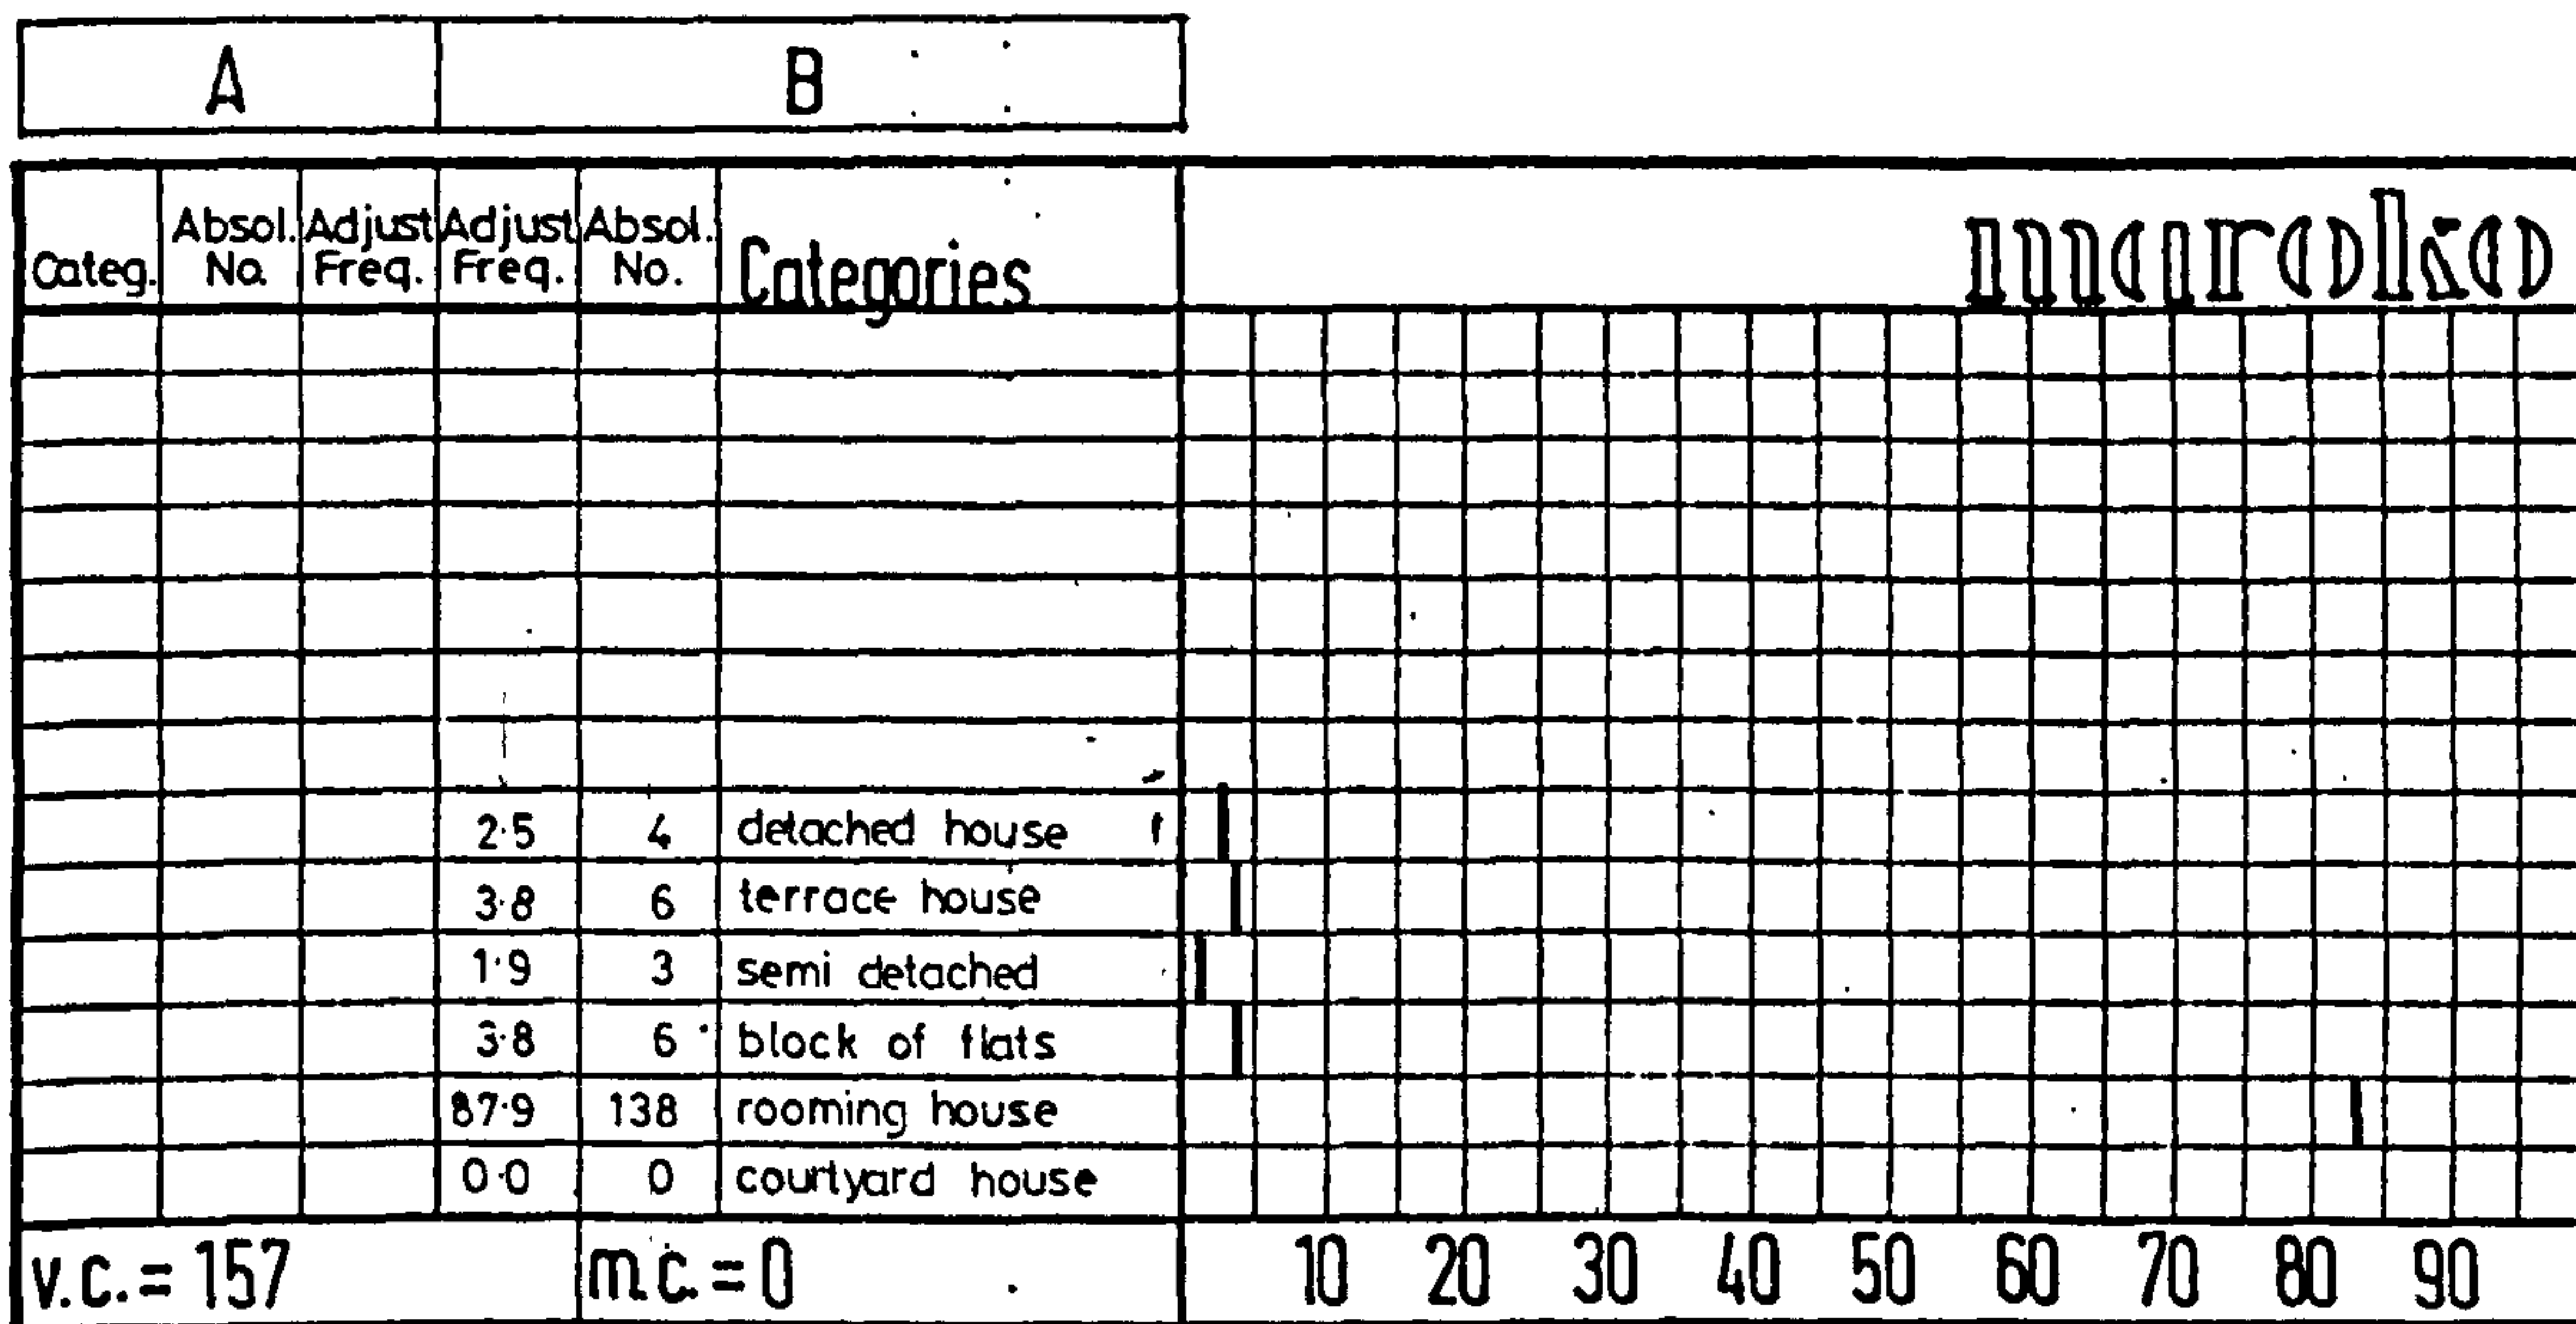 A B
Categ. Absol. No. Adjust Freq. Adjust Freq. Absol. No. Categories maroko
2·5 4 detached house
3·8 6 terrace house
1·9 3 semi detached
3·8 6 block of flats
87·9 138 rooming house
0·0 0 courtyard house
v.c. = 157 m.c. = 0 10 20 30 40 50 60 70 80 90